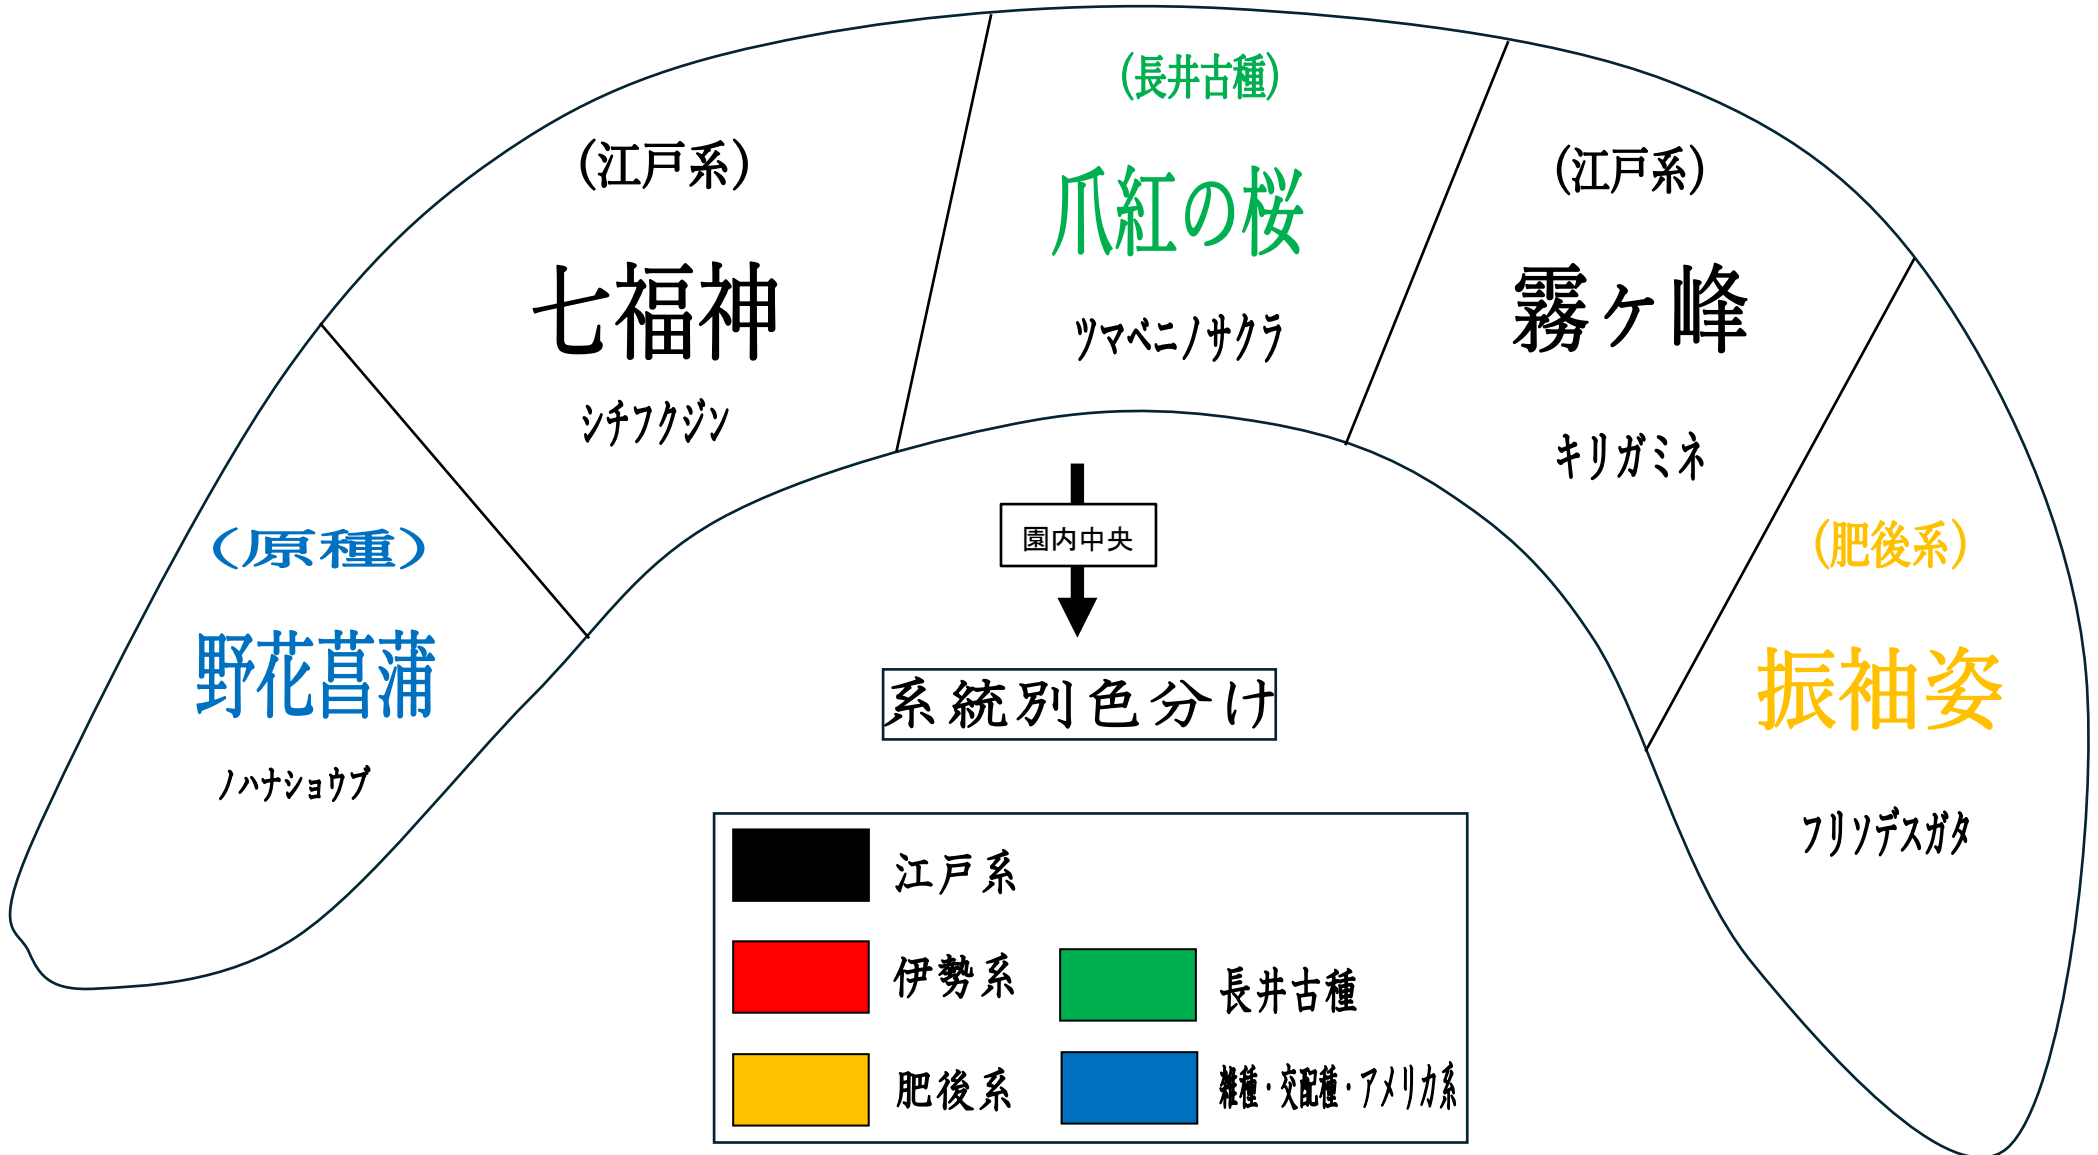 (原種)
野花菖蒲
ノハナショウブ
(江戸系)
七福神
シチフクジン
(長井古種)
爪紅の桜
ツマベニノサクラ
(江戸系)
霧ヶ峰
キリガミネ
(肥後系)
振袖姿
フリソデスガタ
園内中央
系統別色分け
江戸系
伊勢系
肥後系
長井古種
雑種・交配種・アメリカ系